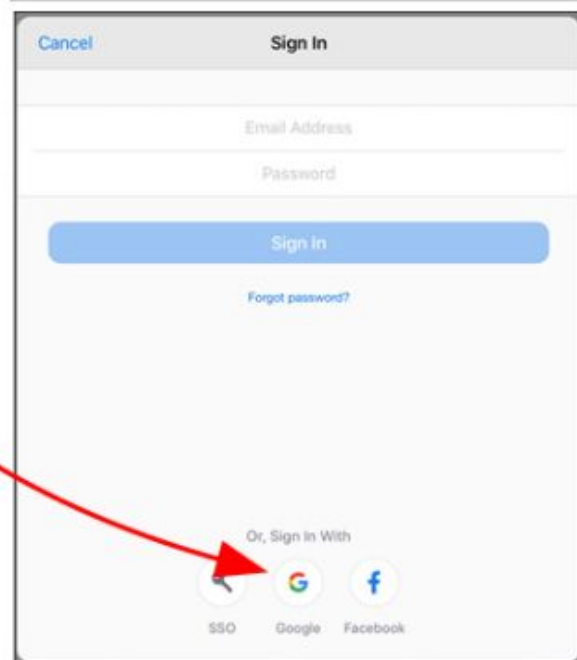 Cancel Sign In
Email Address
Password
Sign In
Forgot password?
Or, Sign In With
SSO Google Facebook